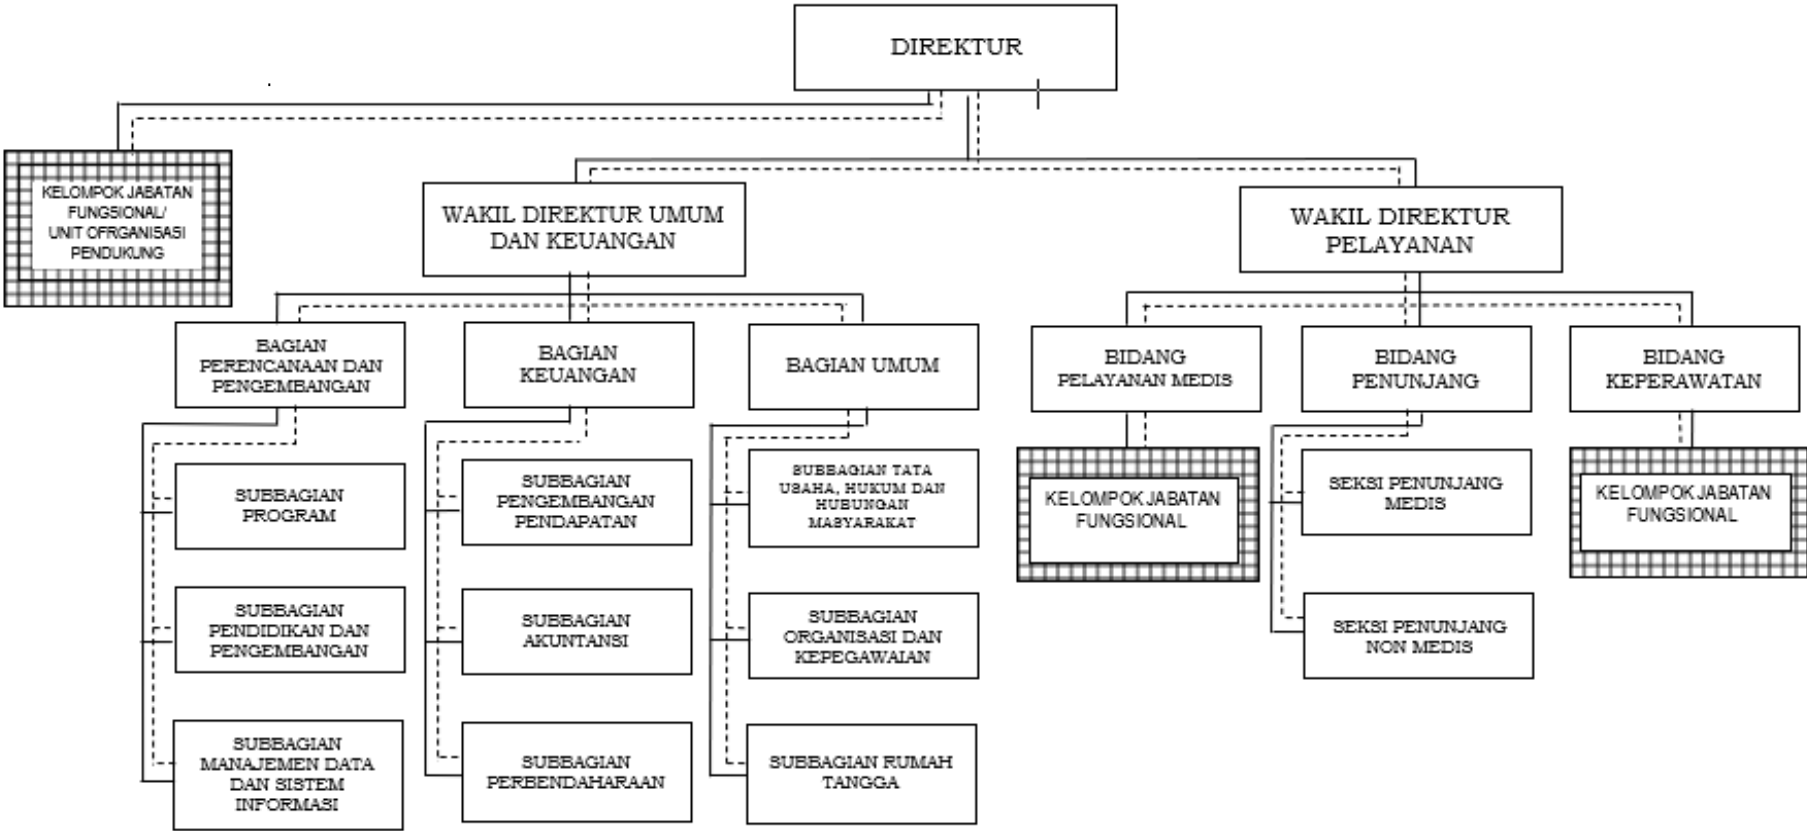 DIREKTUR
KELOMPOK JABATAN
FUNGSIONAL/
UNIT OFRGANISASI
PENDUKUNG
WAKIL DIREKTUR UMUM
DAN KEUANGAN
WAKIL DIREKTUR
PELAYANAN
BAGIAN
PERENCANAAN DAN
PENGEMBANGAN
BAGIAN
KEUANGAN
BAGIAN UMUM
BIDANG
PELAYANAN MEDIS
BIDANG
PENUNJANG
BIDANG
KEPERAWATAN
SUBBAGIAN
PROGRAM
SUBBAGIAN
PENGEMBANGAN
PENDAPATAN
SUBBAGIAN TATA
USAHA, HUKUM DAN
HUBUNGAN
MASYARAKAT
KELOMPOK JABATAN
FUNGSIONAL
SEKSI PENUNJANG
MEDIS
KELOMPOK JABATAN
FUNGSIONAL
SUBBAGIAN
PENDIDIKAN DAN
PENGEMBANGAN
SUBBAGIAN
AKUNTANSI
SUBBAGIAN
ORGANISASI DAN
KEPEGAWAIAN
SEKSI PENUNJANG
NON MEDIS
SUBBAGIAN
MANAJEMEN DATA
DAN SISTEM
INFORMASI
SUBBAGIAN
PERBENDAHARAAN
SUBBAGIAN RUMAH
TANGGA